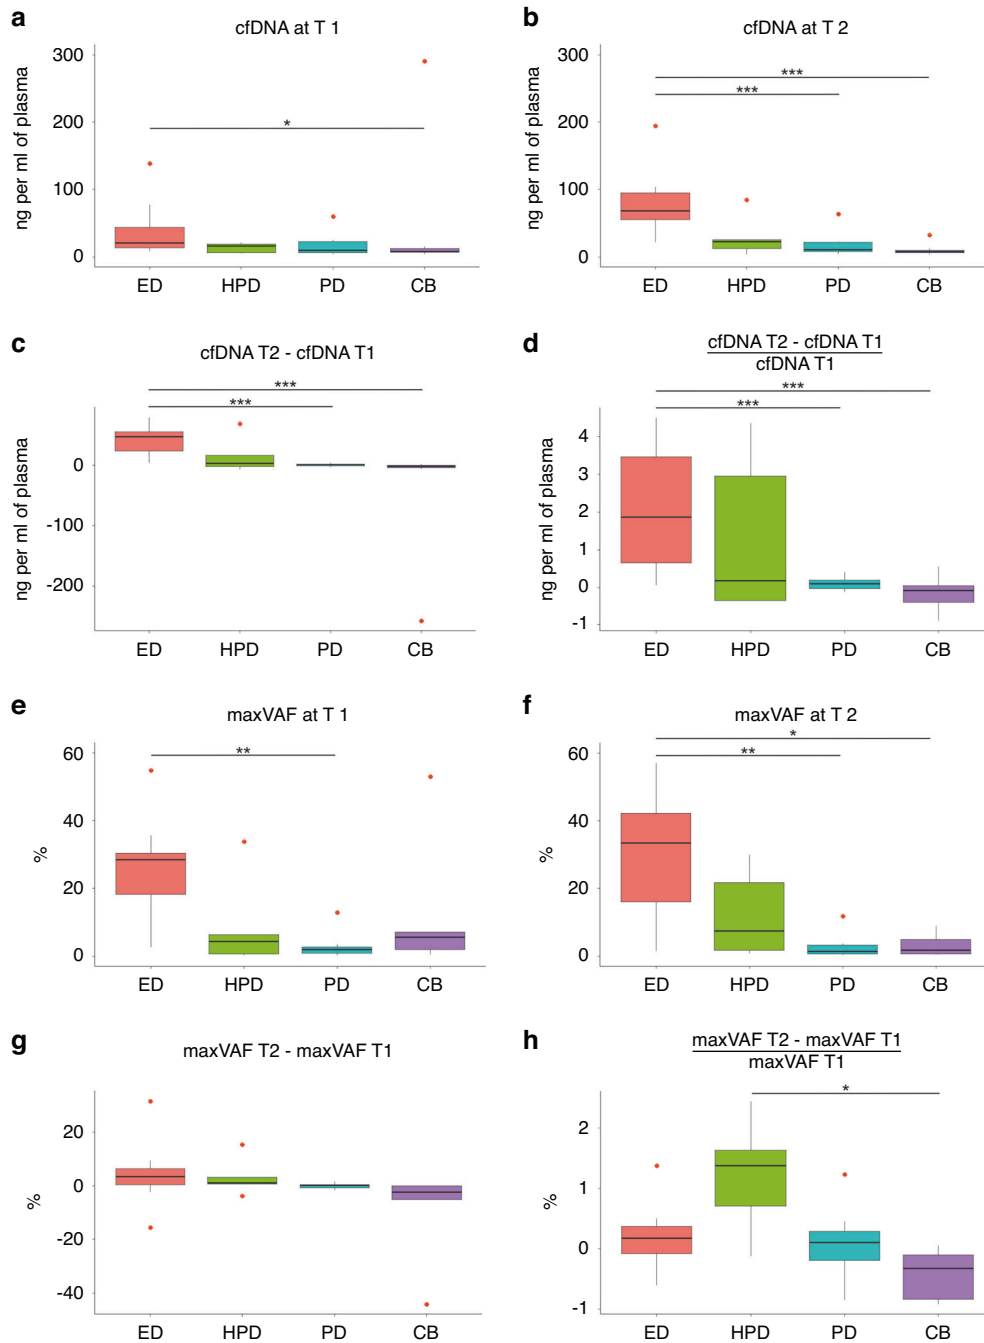 a
cfDNA at T 1
ng per ml of plasma
300
200
100
0
*
ED HPD PD CB
b
cfDNA at T 2
ng per ml of plasma
300
200
100
0
***
***
ED HPD PD CB
c
cfDNA T2 - cfDNA T1
ng per ml of plasma
0
-100
-200
***
***
ED HPD PD CB
d
cfDNA T2 - cfDNA T1
cfDNA T1
ng per ml of plasma
4
3
2
1
0
-1
***
***
ED HPD PD CB
e
maxVAF at T 1
%
60
40
20
0
**
ED HPD PD CB
f
maxVAF at T 2
%
60
40
20
0
*
**
ED HPD PD CB
g
maxVAF T2 - maxVAF T1
%
20
0
-20
-40
ED HPD PD CB
h
maxVAF T2 - maxVAF T1
maxVAF T1
%
2
1
0
-1
*
ED HPD PD CB